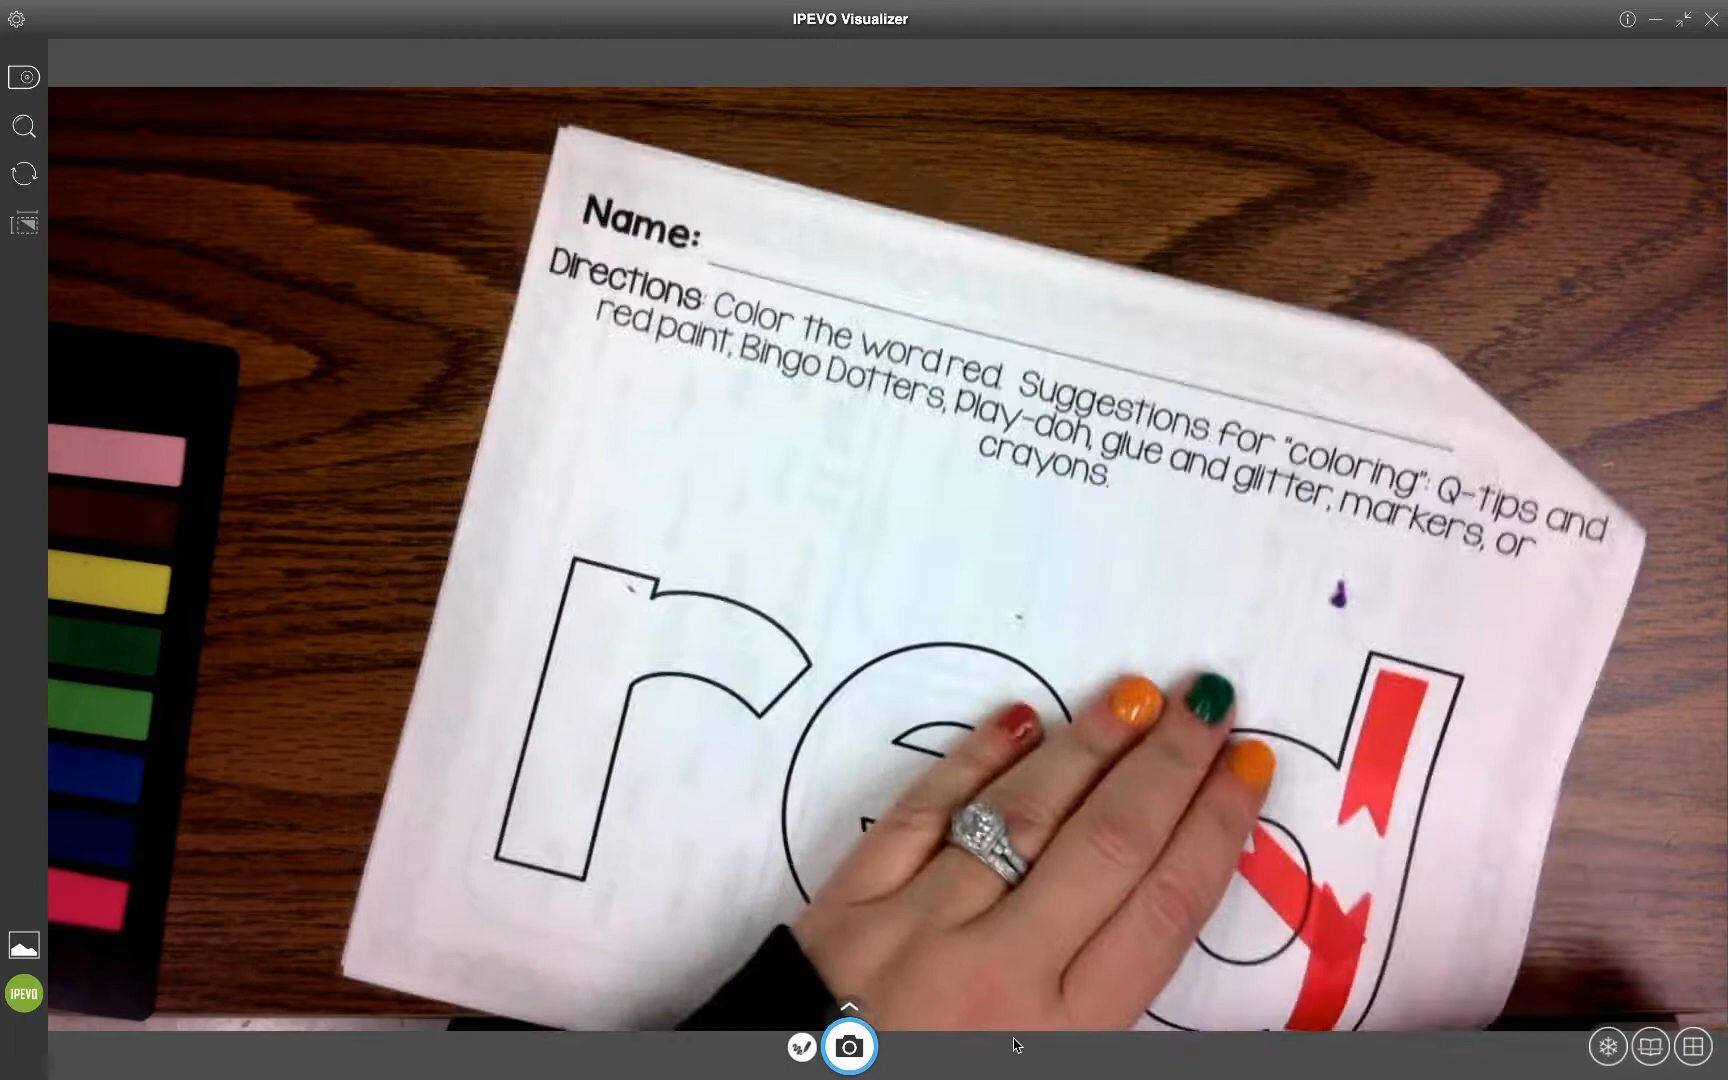 IPEVO Visualizer
Name:
Directions: Color the word red. Suggestions for "coloring": Q-tips and
red paint, Bingo Dotters, play-doh, glue and glitter, markers, or
crayons.
red
IPEVO